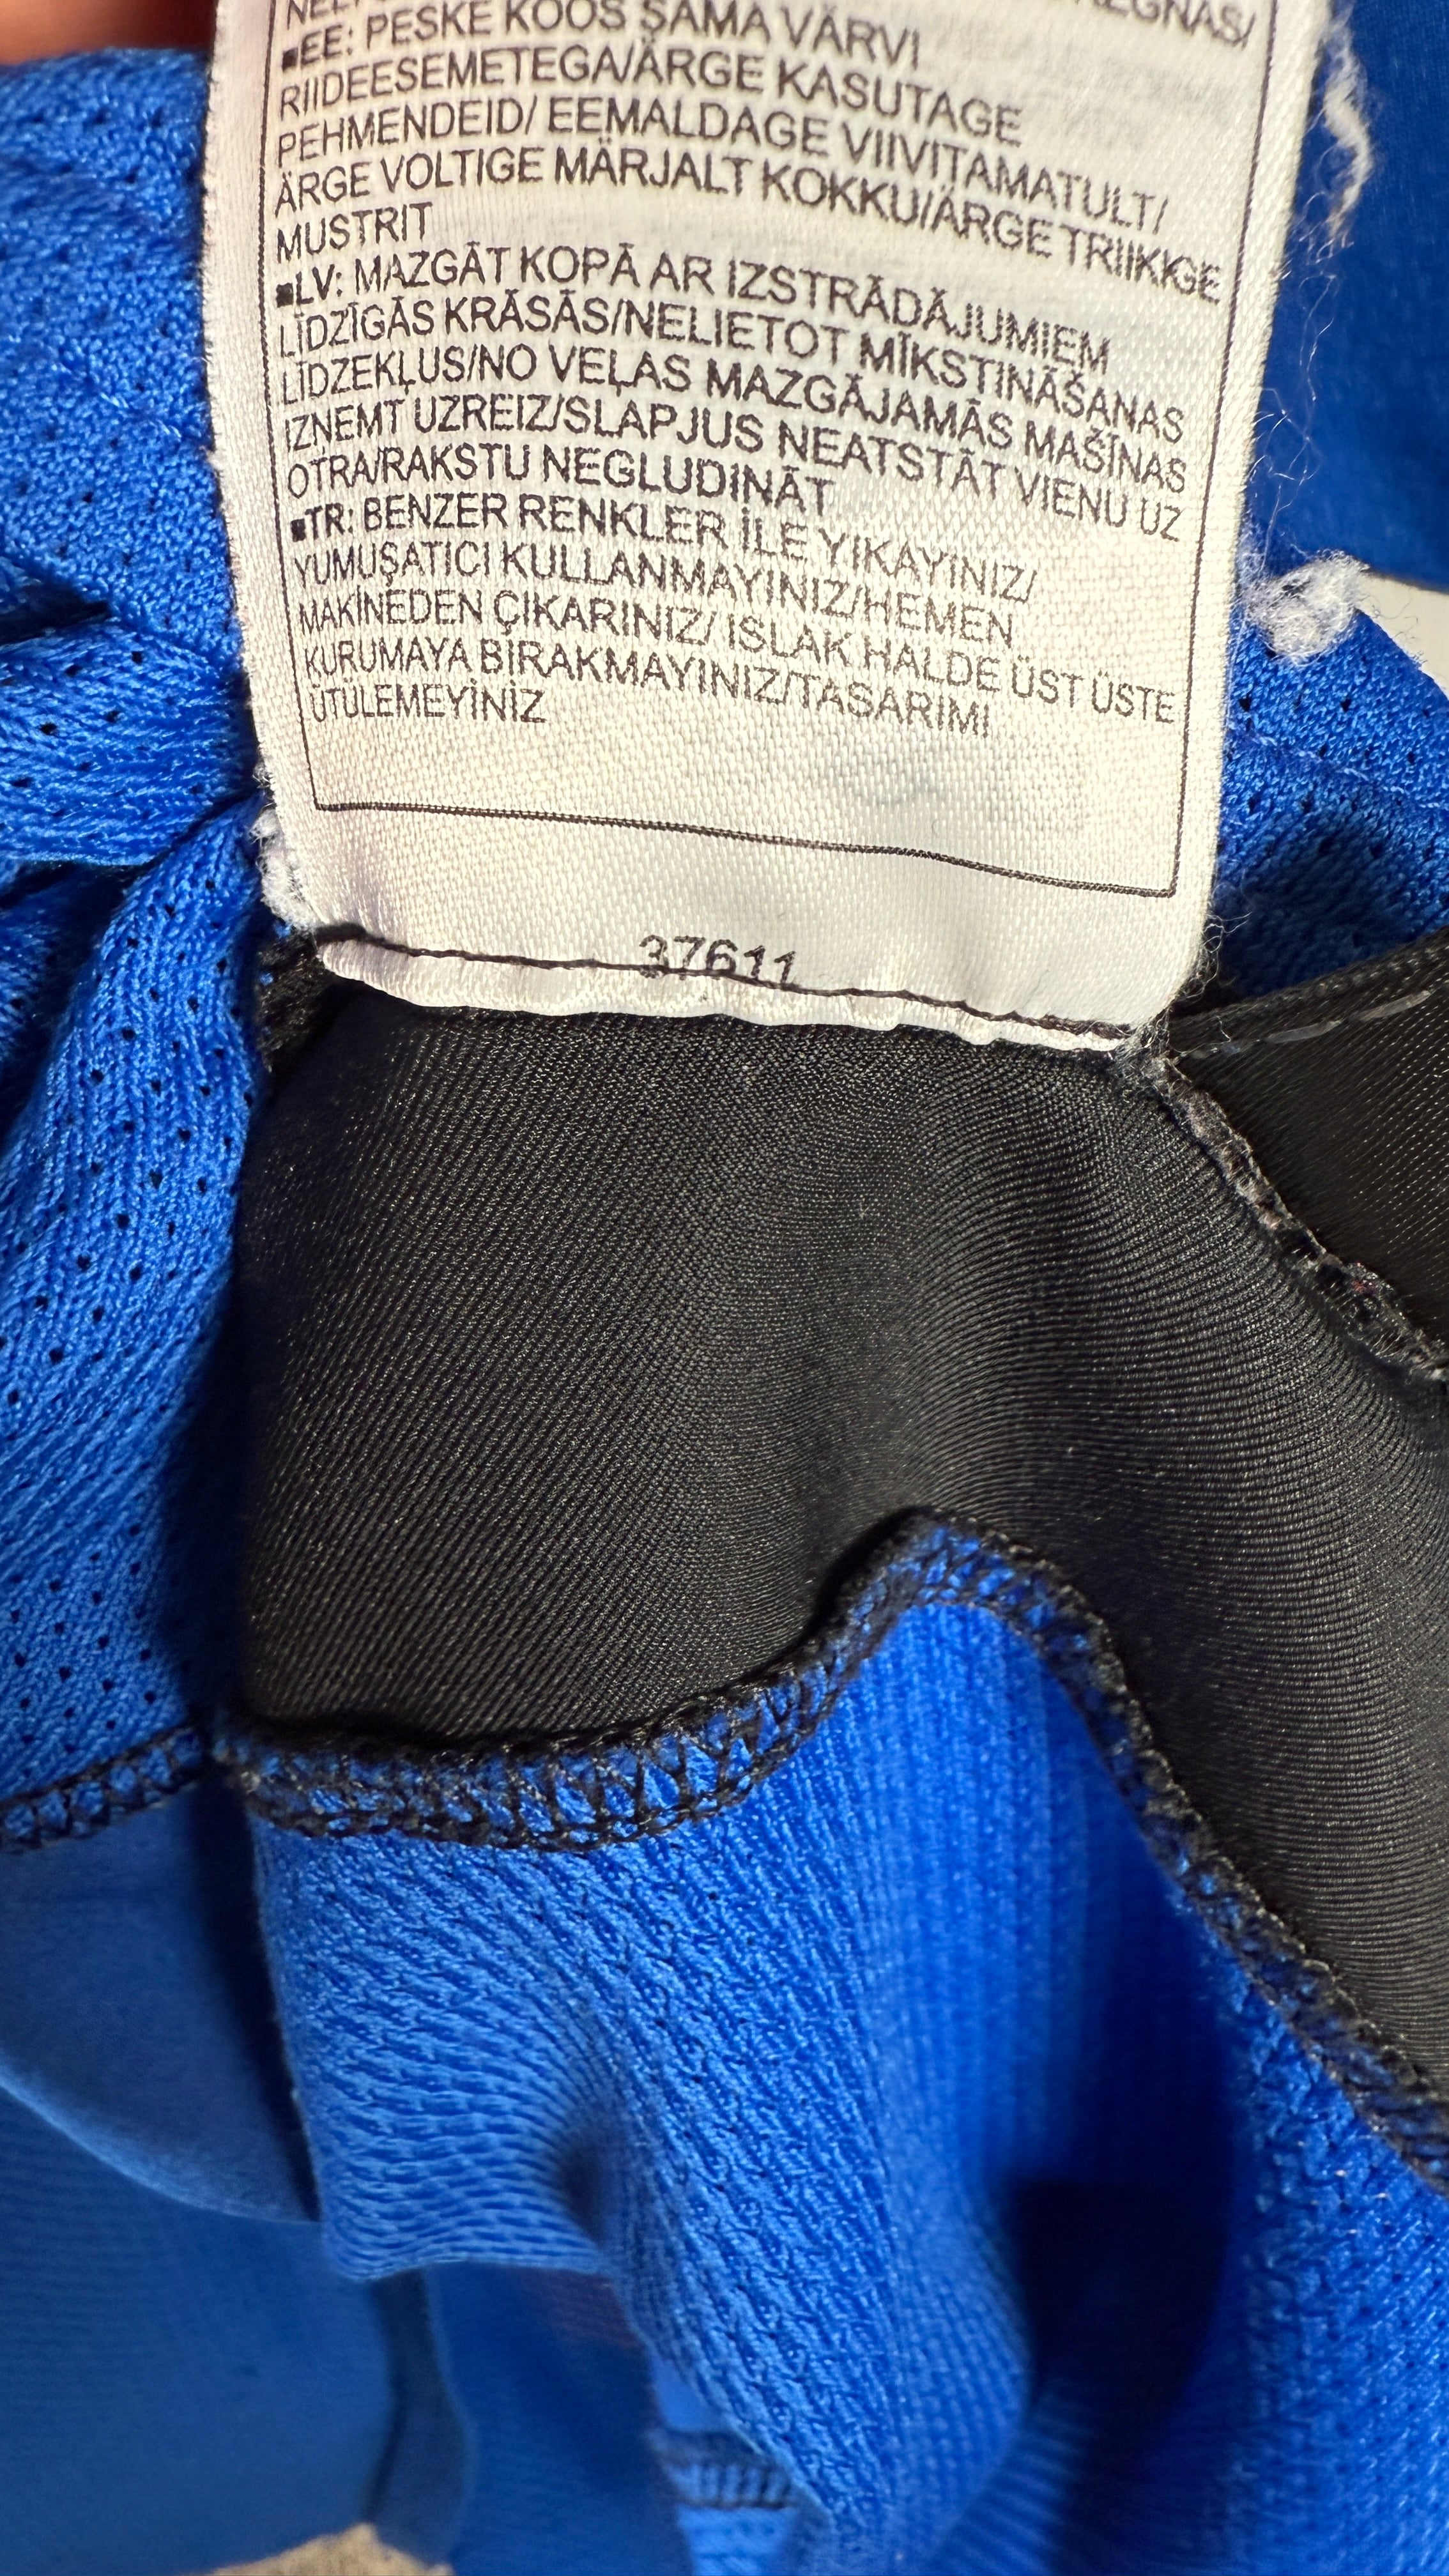 ■EE: PESKE KOOS SAMA VÄRVI
RIIDEESEMETEGA/ÄRGE KASUTAGE
PEHMENDEID/ EEMALDAGE VIIVITAMATULT/
ÄRGE VOLTIGE MÄRJALT KOKKU/ÄRGE TRIIKIGE
MUSTRIT
■LV: MAZGĀT KOPĀ AR IZSTRĀDĀJUMIEM
LĪDZĪGĀS KRĀSĀS/NELIETOT MĪKSTINĀŠANAS
LĪDZEKĻUS/NO VEĻAS MAZGĀJAMĀS MAŠĪNAS
IZŅEMT UZREIZ/SLAPJUS NEATSTĀT VIENU UZ
OTRA/RAKSTU NEGLUDINĀT
■TR: BENZER RENKLER İLE YIKAYINIZ/
YUMUŞATICI KULLANMAYINIZ/HEMEN
MAKİNEDEN ÇIKARINIZ/ ISLAK HALDE ÜST ÜSTE
KURUMAYA BIRAKMAYINIZ/TASARIMI
ÜTÜLEMEYİNİZ
37611